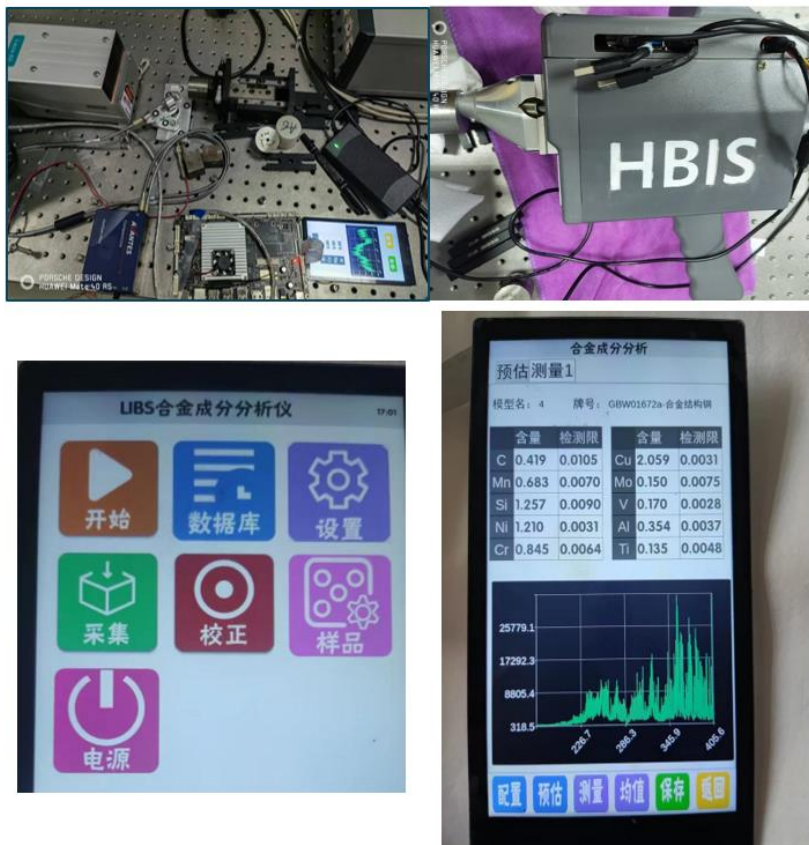 AVANTES
PORSCHE DESIGN
HUAWEI Mate 40 RS
HBIS
LIBS合金成分分析仪
17:01
开始
数据库
设置
采集
校正
样品
电源
合金成分分析
预估测量1
模型名: 4 牌号: GBW01672a-合金结构钢
含量 检测限 含量 检测限
C 0.419 0.0105 Cu 2.059 0.0031
Mn 0.683 0.0070 Mo 0.150 0.0075
Si 1.257 0.0090 V 0.170 0.0028
Ni 1.210 0.0031 Al 0.354 0.0037
Cr 0.845 0.0064 Ti 0.135 0.0048
25779.1
17292.3
8805.4
318.5
226.7 286.3 345.9 405.6
配置 预估 测量 均值 保存 返回